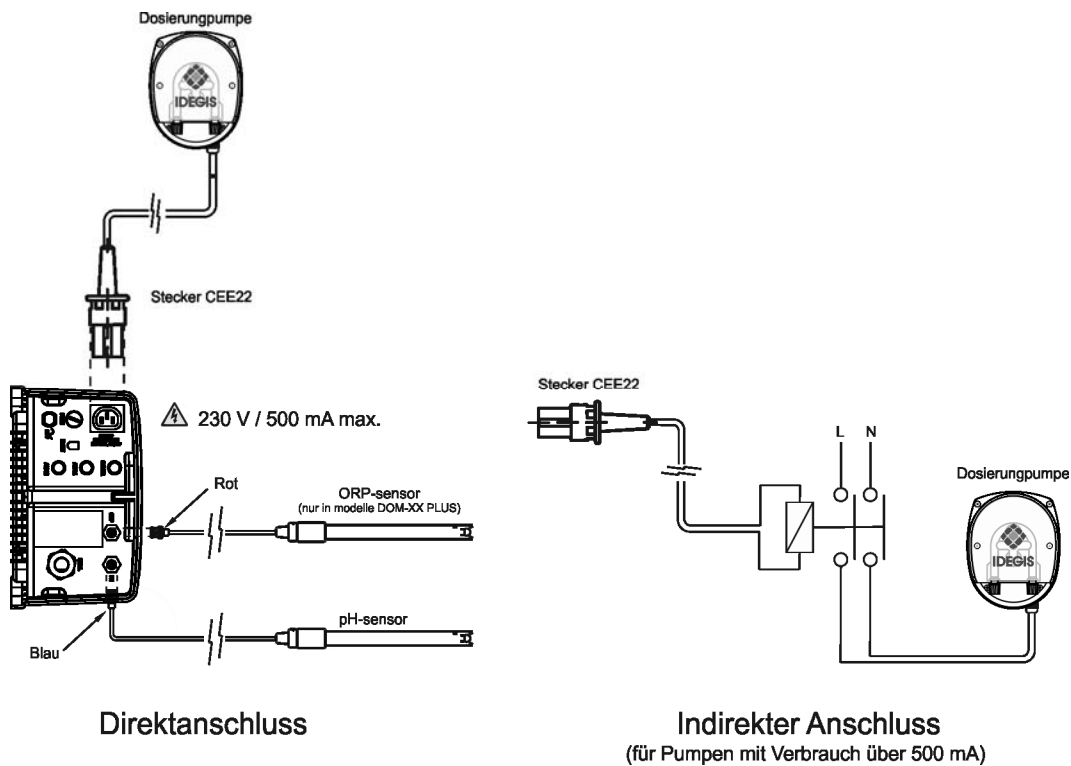 Dosierungpumpe
IDEGIS
Stecker CEE22
230 V / 500 mA max.
Rot
ORP-sensor
(nur in modelle DOM-XX PLUS)
pH-sensor
Blau
Direktanschluss
Stecker CEE22
L N
Dosierungpumpe
IDEGIS
Indirekter Anschluss
(für Pumpen mit Verbrauch über 500 mA)